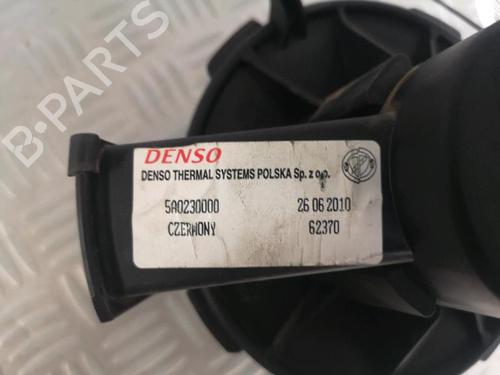 B-PARTS
DENSO
DENSO THERMAL SYSTEMS POLSKA Sp. z o.o.
5A0230000 26 06 2010
CZERWONY 62370